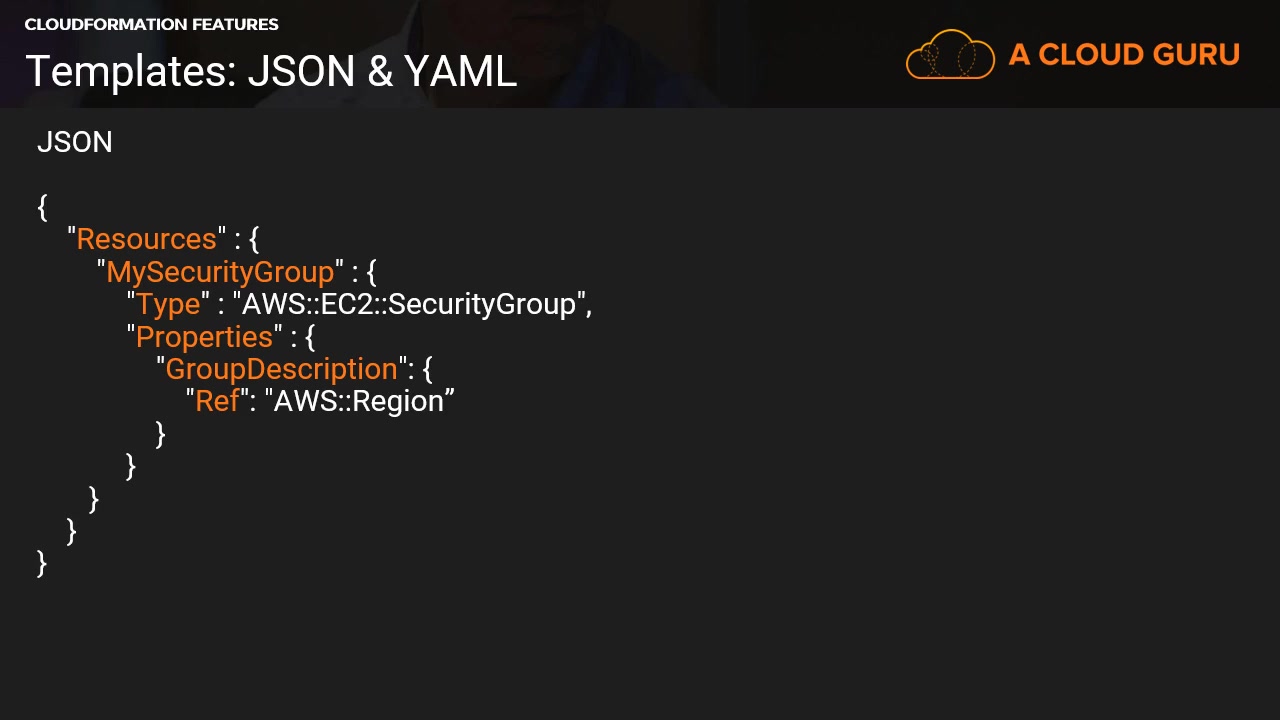 CLOUDFORMATION FEATURES
Templates: JSON & YAML
A CLOUD GURU
JSON
{
"Resources" : {
"MySecurityGroup" : {
"Type" : "AWS::EC2::SecurityGroup",
"Properties" : {
"GroupDescription": {
"Ref": "AWS::Region”
}
}
}
}
}